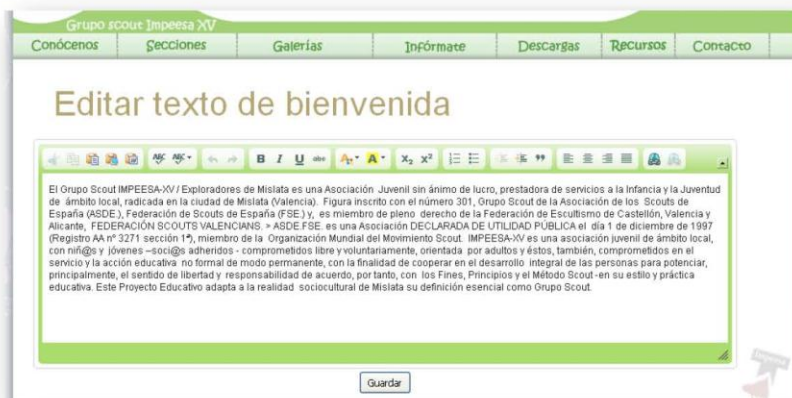 Grupo scout Impeesa XV
Conócenos Secciones Galerías Infórmate Descargas Recursos Contacto
Editar texto de bienvenida
El Grupo Scout IMPEESA-XV / Exploradores de Mislata es una Asociación Juvenil sin ánimo de lucro, prestadora de servicios a la Infancia y la Juventud
de ámbito local, radicada en la ciudad de Mislata (Valencia). Figura inscrito con el número 301, Grupo Scout de la Asociación de los Scouts de
España (ASDE.), Federación de Scouts de España (FSE.) y, es miembro de pleno derecho de la Federación de Escultismo de Castellón, Valencia y
Alicante, FEDERACIÓN SCOUTS VALENCIANS. > ASDE.FSE. es una Asociación DECLARADA DE UTILIDAD PÚBLICA el día 1 de diciembre de 1997
(Registro AA nº 3271 sección 1ª), miembro de la Organización Mundial del Movimiento Scout. IMPEESA-XV es una asociación juvenil de ámbito local,
con niñ@s y jóvenes –soci@s adheridos - comprometidos libre y voluntariamente, orientada por adultos y éstos, también, comprometidos en el
servicio y la acción educativa no formal de modo permanente, con la finalidad de cooperar en el desarrollo integral de las personas para potenciar,
principalmente, el sentido de libertad y responsabilidad de acuerdo, por tanto, con los Fines, Principios y el Método Scout -en su estilo y práctica
educativa. Este Proyecto Educativo adapta a la realidad sociocultural de Mislata su definición esencial como Grupo Scout.
Guardar